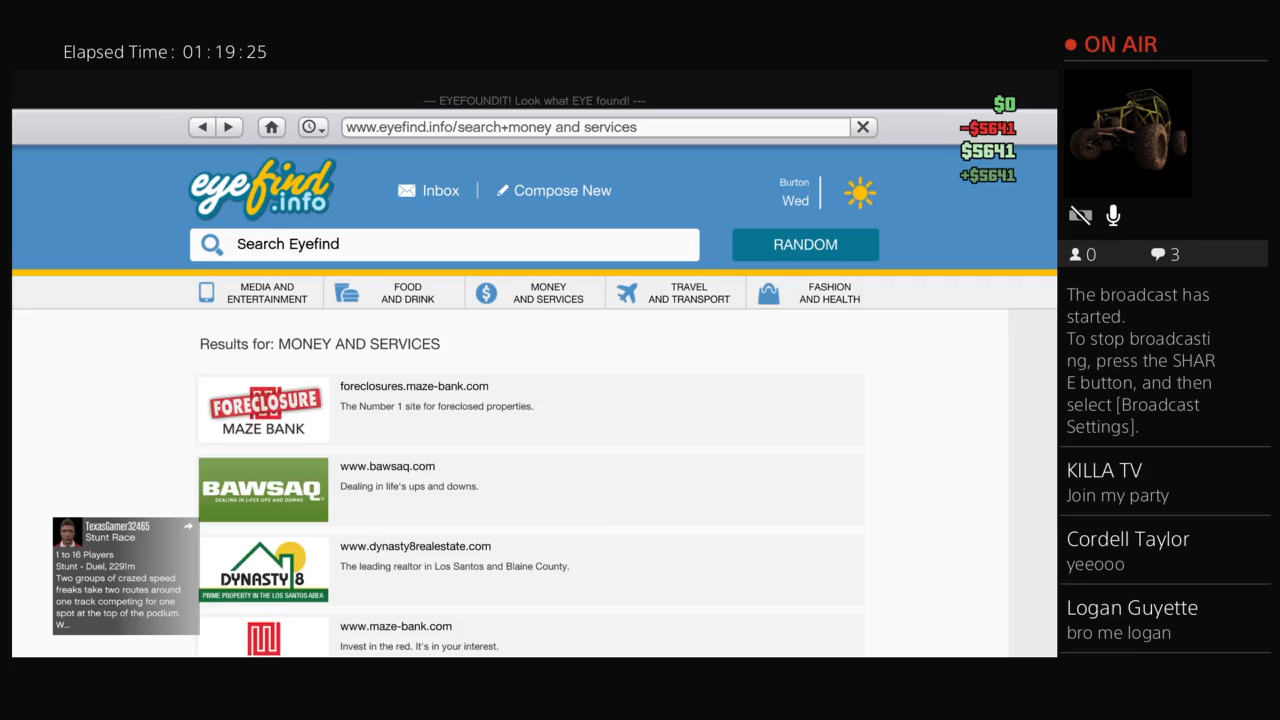 Elapsed Time: 01:19:25
ON AIR
--- EYEFOUNDIT! Look what EYE found! ---
www.eyefind.info/search+money and services
$0
-$5641
$5641
+$5641
eyefind.info
Inbox
Compose New
Burton
Wed
Search Eyefind
RANDOM
MEDIA AND
ENTERTAINMENT
FOOD
AND DRINK
MONEY
AND SERVICES
TRAVEL
AND TRANSPORT
FASHION
AND HEALTH
Results for: MONEY AND SERVICES
FORECLOSURE
MAZE BANK
foreclosures.maze-bank.com
The Number 1 site for foreclosed properties.
BAWSAQ
DEALING IN LIFE'S UPS AND DOWNS
www.bawsaq.com
Dealing in life's ups and downs.
DYNASTY 8
PRIME PROPERTY IN THE LOS SANTOS AREA
www.dynasty8realestate.com
The leading realtor in Los Santos and Blaine County.
www.maze-bank.com
Invest in the red. It's in your interest.
TexasGamer32465
Stunt Race
1 to 16 Players
Stunt - Duel, 2291m
Two groups of crazed speed
freaks take two routes around
one track competing for one
spot at the top of the podium.
W...
0
3
The broadcast has
started.
To stop broadcasti
ng, press the SHAR
E button, and then
select [Broadcast
Settings].
KILLA TV
Join my party
Cordell Taylor
yeeooo
Logan Guyette
bro me logan